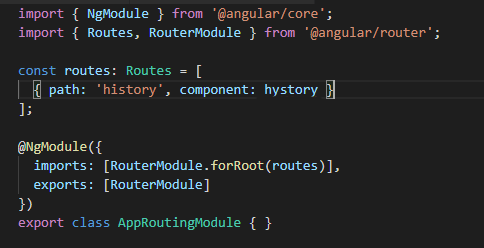 import { NgModule } from '@angular/core';
import { Routes, RouterModule } from '@angular/router';
const routes: Routes = [
{ path: 'history', component: hystory }
];
@NgModule({
imports: [RouterModule.forRoot(routes)],
exports: [RouterModule]
})
export class AppRoutingModule { }